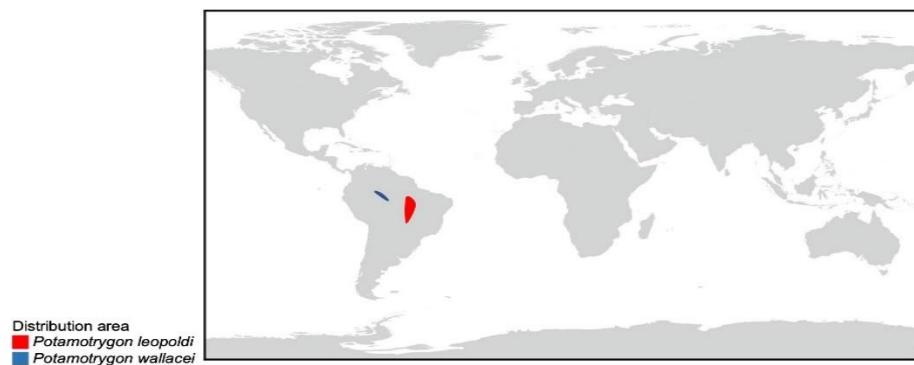 Distribution area
Potamotrygon leopoldi
Potamotrygon wallacei